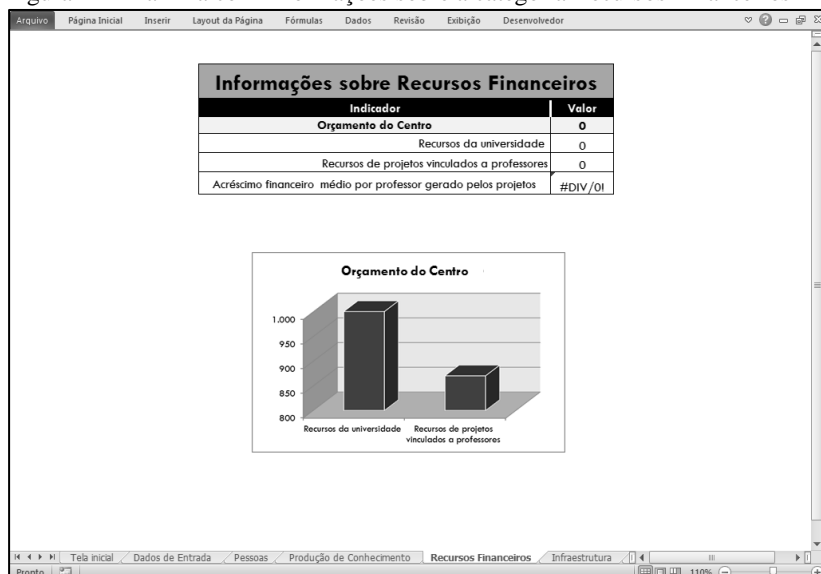 Arquivo Página Inicial Inserir Layout da Página Fórmulas Dados Revisão Exibição Desenvolvedor
Informações sobre Recursos Financeiros
Indicador Valor
Orçamento do Centro 0
Recursos da universidade 0
Recursos de projetos vinculados a professores 0
Acréscimo financeiro médio por professor gerado pelos projetos #DIV/0!
Orçamento do Centro
1.000
950
900
850
800
Recursos da universidade Recursos de projetos
vinculados a professores
Tela inicial Dados de Entrada Pessoas Produção de Conhecimento Recursos Financeiros Infraestrutura
Pronto 110%